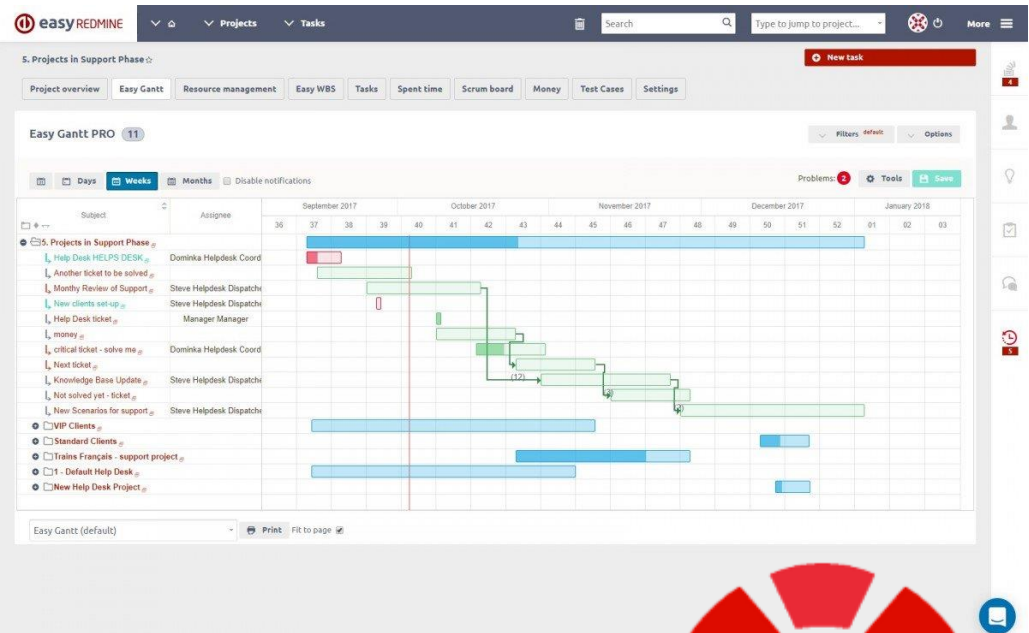 easy REDMINE
Projects
Tasks
Search
Type to jump to project...
More
5. Projects in Support Phase
New task
4
Project overview
Easy Gantt
Resource management
Easy WBS
Tasks
Spent time
Scrum board
Money
Test Cases
Settings
Easy Gantt PRO 11
Filters default
Options
Days
Weeks
Months
Disable notifications
Problems: 2
Tools
Save
Subject
Assignee
September 2017
October 2017
November 2017
December 2017
January 2018
36 37 38 39 40 41 42 43 44 45 46 47 48 49 50 51 52 01 02 03
5. Projects in Support Phase
Help Desk HELPS DESK Dominka Helpdesk Coord
Another ticket to be solved
Monthy Review of Support Steve Helpdesk Dispatche
New clients set-up Steve Helpdesk Dispatche
Help Desk ticket Manager Manager
money
critical ticket - solve me Dominka Helpdesk Coord
Next ticket
Knowledge Base Update Steve Helpdesk Dispatche (12)
Not solved yet - ticket
New Scenarios for support Steve Helpdesk Dispatche
VIP Clients
Standard Clients
Trains Français - support project
1 - Default Help Desk
New Help Desk Project
5
Easy Gantt (default)
Print
Fit to page